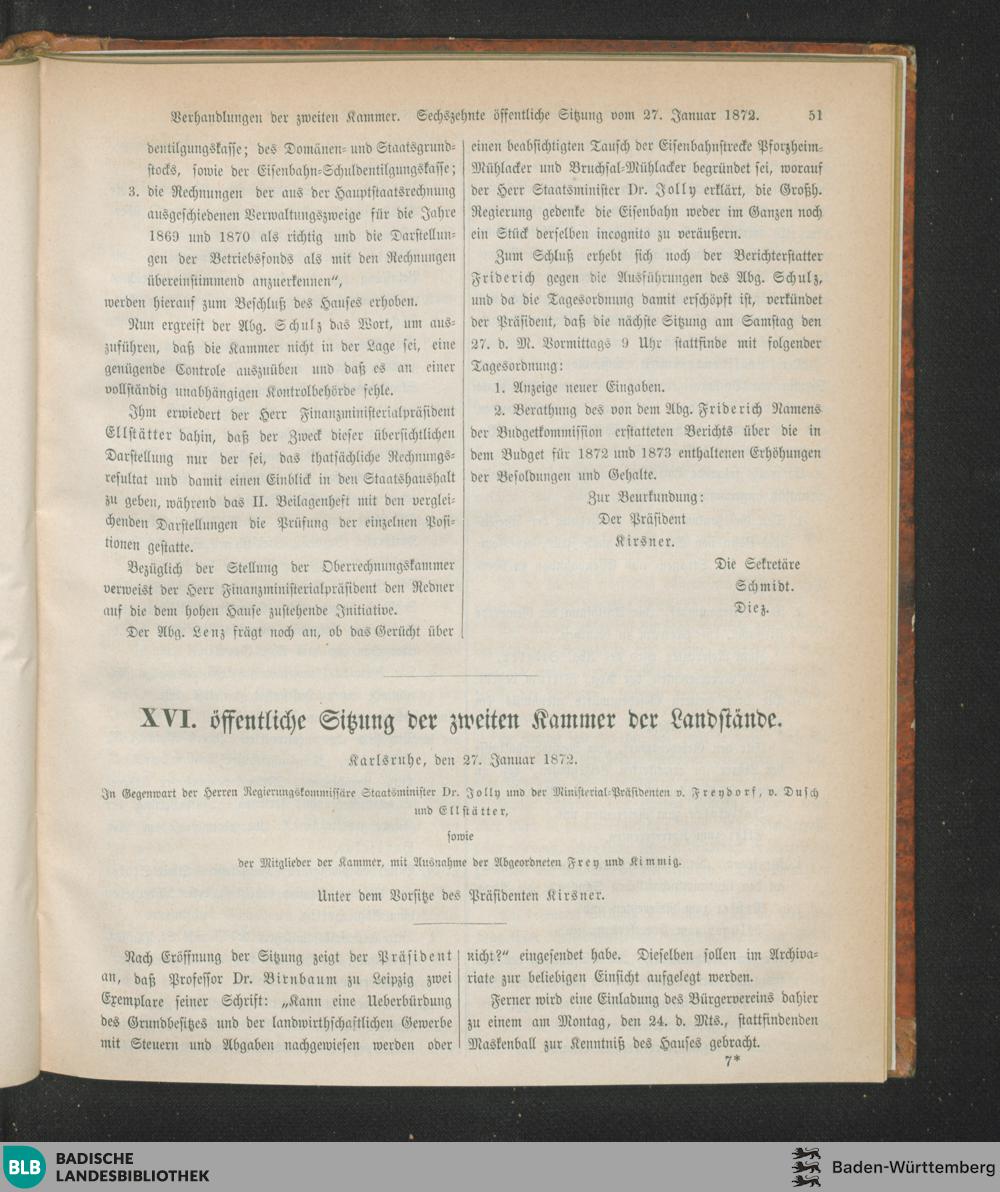 Verhandlungen der zweiten Kammer. Sechszehnte öffentliche Sitzung vom 27. Januar 1872. 51
dentilgungskasse; des Domänen- und Staatsgrund-
stocks, sowie der Eisenbahn-Schuldentilgungskasse;
3. die Rechnungen der aus der Hauptstaatsrechnung
ausgeschiedenen Verwaltungszweige für die Jahre
1869 und 1870 als richtig und die Darstellun-
gen der Betriebsfonds als mit den Rechnungen
übereinstimmend anzuerkennen“,
werden hierauf zum Beschluß des Hauses erhoben.
Nun ergreift der Abg. Schulz das Wort, um aus-
zuführen, daß die Kammer nicht in der Lage sei, eine
genügende Controle auszuüben und daß es an einer
vollständig unabhängigen Kontrolbehörde fehle.
Ihm erwiedert der Herr Finanzministerialpräsident
Ellstätter dahin, daß der Zweck dieser übersichtlichen
Darstellung nur der sei, das thatsächliche Rechnungs-
resultat und damit einen Einblick in den Staatshaushalt
zu geben, während das II. Beilagenheft mit den verglei-
chenden Darstellungen die Prüfung der einzelnen Posi-
tionen gestatte.
Bezüglich der Stellung der Oberrechnungskammer
verweist der Herr Finanzministerialpräsident den Redner
auf die dem hohen Hause zustehende Initiative.
Der Abg. Lenz frägt noch an, ob das Gerücht über
einen beabsichtigten Tausch der Eisenbahnstrecke Pforzheim-
Mühlacker und Bruchsal-Mühlacker begründet sei, worauf
der Herr Staatsminister Dr. Jolly erklärt, die Großh.
Regierung gedenke die Eisenbahn weder im Ganzen noch
ein Stück derselben incognito zu veräußern.
Zum Schluß erhebt sich noch der Berichterstatter
Friderich gegen die Ausführungen des Abg. Schulz,
und da die Tagesordnung damit erschöpft ist, verkündet
der Präsident, daß die nächste Sitzung am Samstag den
27. d. M. Vormittags 9 Uhr stattfinde mit folgender
Tagesordnung:
1. Anzeige neuer Eingaben.
2. Berathung des von dem Abg. Friderich Namens
der Budgetkommission erstatteten Berichts über die in
dem Budget für 1872 und 1873 enthaltenen Erhöhungen
der Besoldungen und Gehalte.
Zur Beurkundung:
Der Präsident
Kirsner.
Die Sekretäre
Schmidt.
Diez.
XVI. öffentliche Sitzung der zweiten Kammer der Landstände.
Karlsruhe, den 27. Januar 1872.
In Gegenwart der Herren Regierungskommissäre Staatsminister Dr. Jolly und der Ministerial-Präsidenten v. Freydorf, v. Dusch
und Ellstätter,
sowie
der Mitglieder der Kammer, mit Ausnahme der Abgeordneten Frey und Kimmig.
Unter dem Vorsitze des Präsidenten Kirsner.
Nach Eröffnung der Sitzung zeigt der Präsident
an, daß Professor Dr. Birnbaum zu Leipzig zwei
Exemplare seiner Schrift: „Kann eine Ueberbürdung
des Grundbesitzes und der landwirthschaftlichen Gewerbe
mit Steuern und Abgaben nachgewiesen werden oder
nicht?“ eingesendet habe. Dieselben sollen im Archiva-
riate zur beliebigen Einsicht aufgelegt werden.
Ferner wird eine Einladung des Bürgervereins dahier
zu einem am Montag, den 24. d. Mts., stattfindenden
Maskenball zur Kenntniß des Hauses gebracht.
7*
BLB BADISCHE
LANDESBIBLIOTHEK
Baden-Württemberg